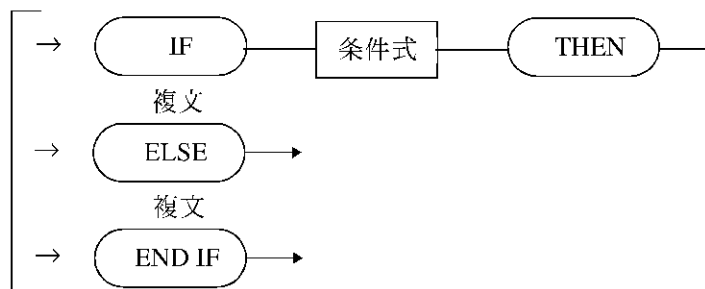 → IF 条件式 THEN
複文
→ ELSE
複文
→ END IF